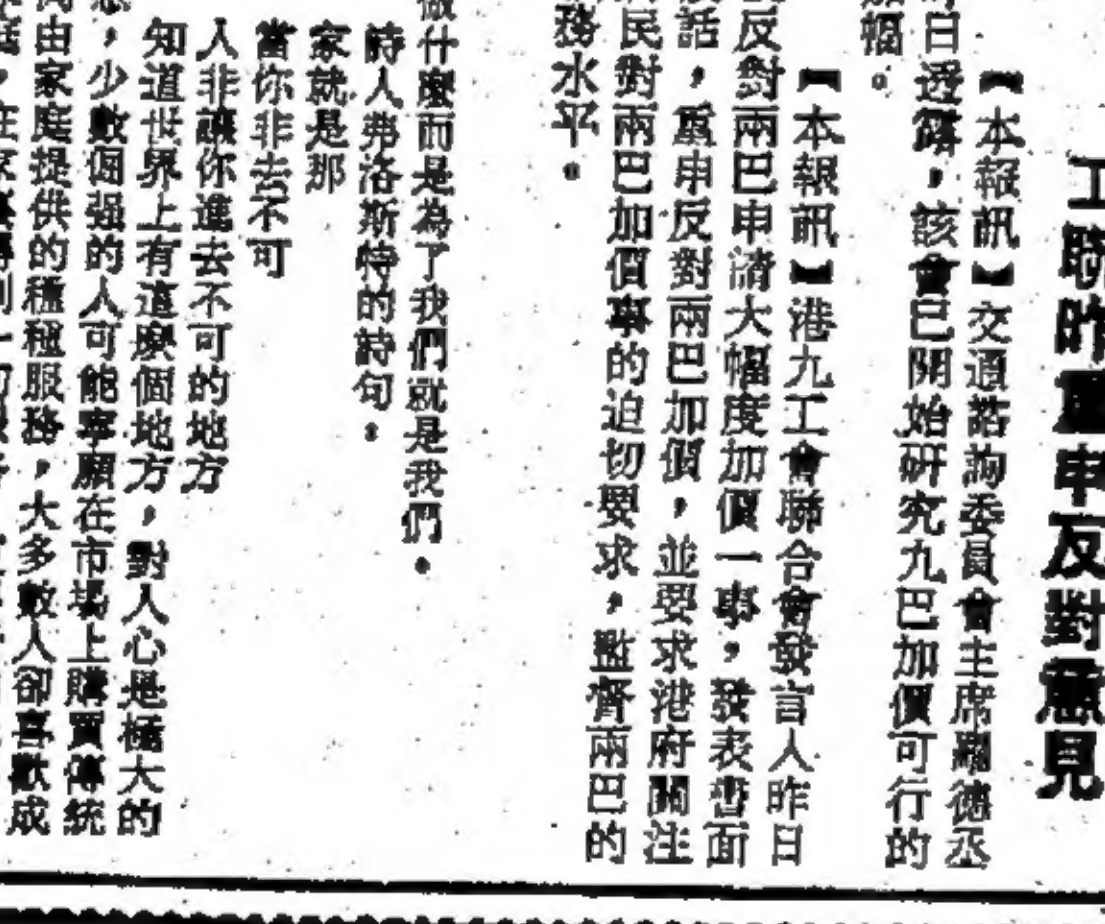 工聯昨重申反對意見
【本報訊】交通諮詢委員會主席 德丞
日透露，該會已開始研究九巴加價可行的
加幅。
【本報訊】港九工會聯合會發言人昨日
反對兩巴申請大幅度加價一事，發表書面
話，重申反對兩巴加價，並要求港府關注
民對兩巴加價事的迫切要求，監督兩巴的
務水平。
做什麼而是為了我們就是我們。
詩人弗洛斯特的詩句。
家就是那
當你非去不可
人非讓你進去不可的地方
知道世界上有這麼個地方，對人心是極大的
，少數倔强的人可能寧願在市場上購買傳統
由家庭提供的種種服務，大多數人卻喜歡成